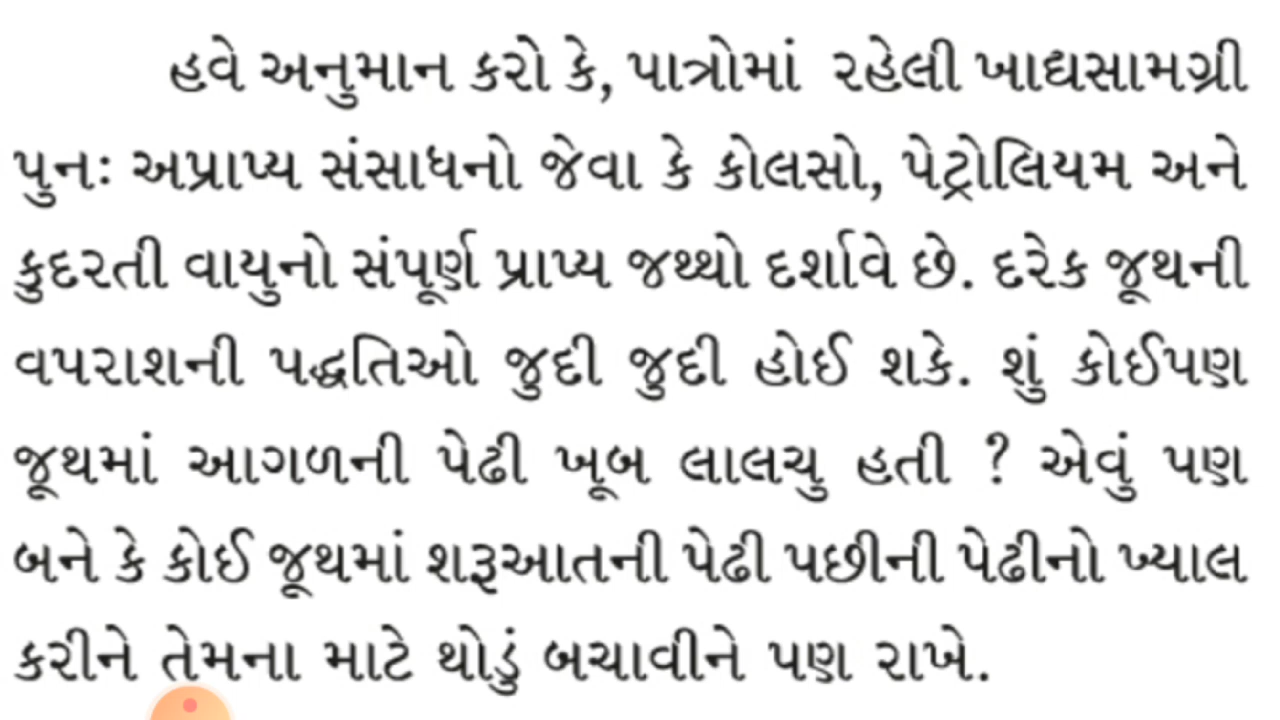 હવે અનુમાન કરો કે, પાત્રોમાં રહેલી ખાદ્યસામગ્રી
પુનઃ અપ્રાપ્ય સંસાધનો જેવા કે કોલસો, પેટ્રોલિયમ અને
કુદરતી વાયુનો સંપૂર્ણ પ્રાપ્ય જથ્થો દર્શાવે છે. દરેક જૂથની
વપરાશની પદ્ધતિઓ જુદી જુદી હોઈ શકે. શું કોઈપણ
જૂથમાં આગળની પેઢી ખૂબ લાલચુ હતી ? એવું પણ
બને કે કોઈ જૂથમાં શરૂઆતની પેઢી પછીની પેઢીનો ખ્યાલ
કરીને તેમના માટે થોડું બચાવીને પણ રાખે.